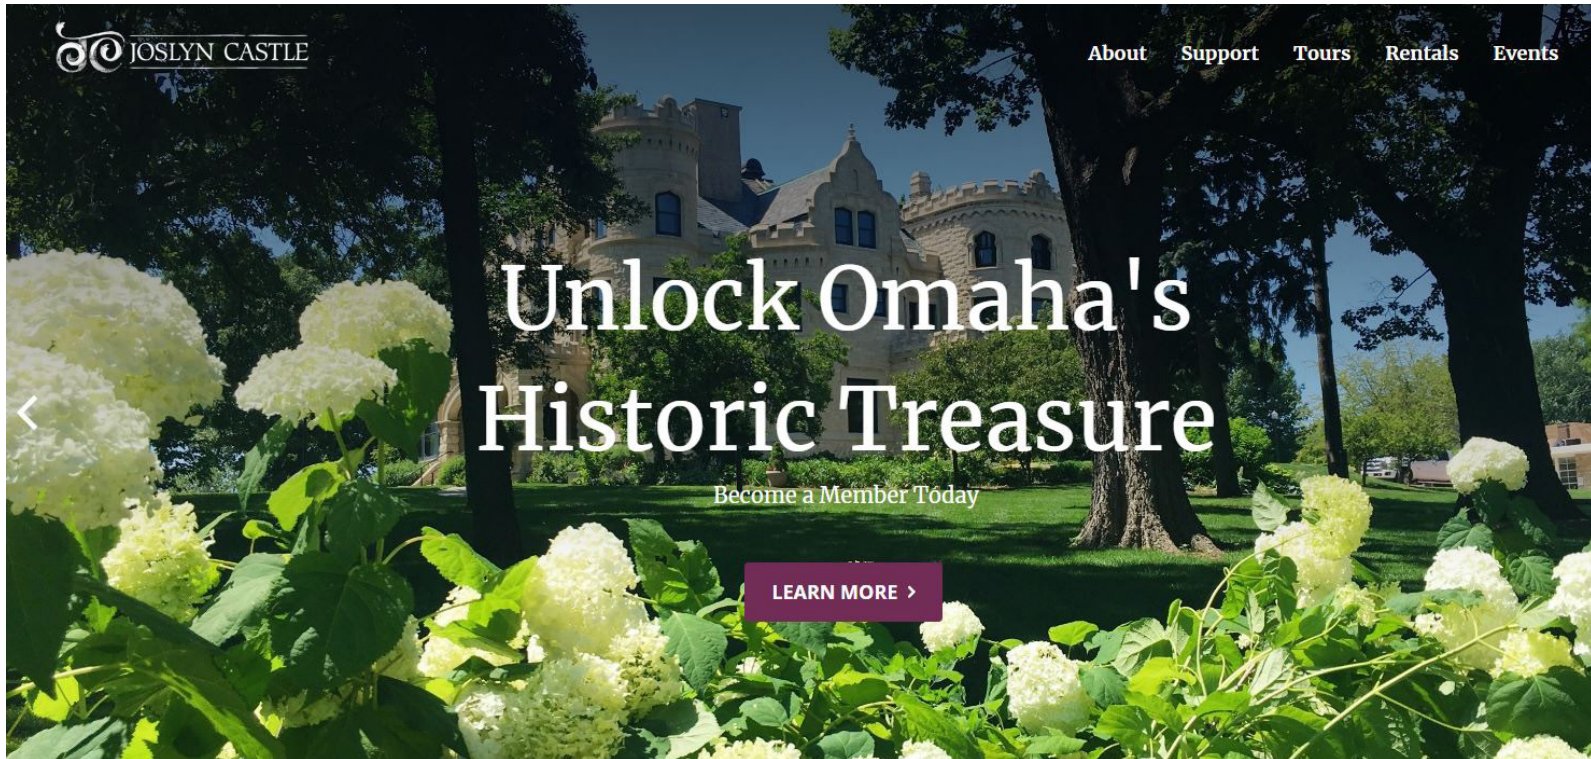 JOSLYN CASTLE
About Support Tours Rentals Events
Unlock Omaha's
Historic Treasure
Become a Member Today
LEARN MORE